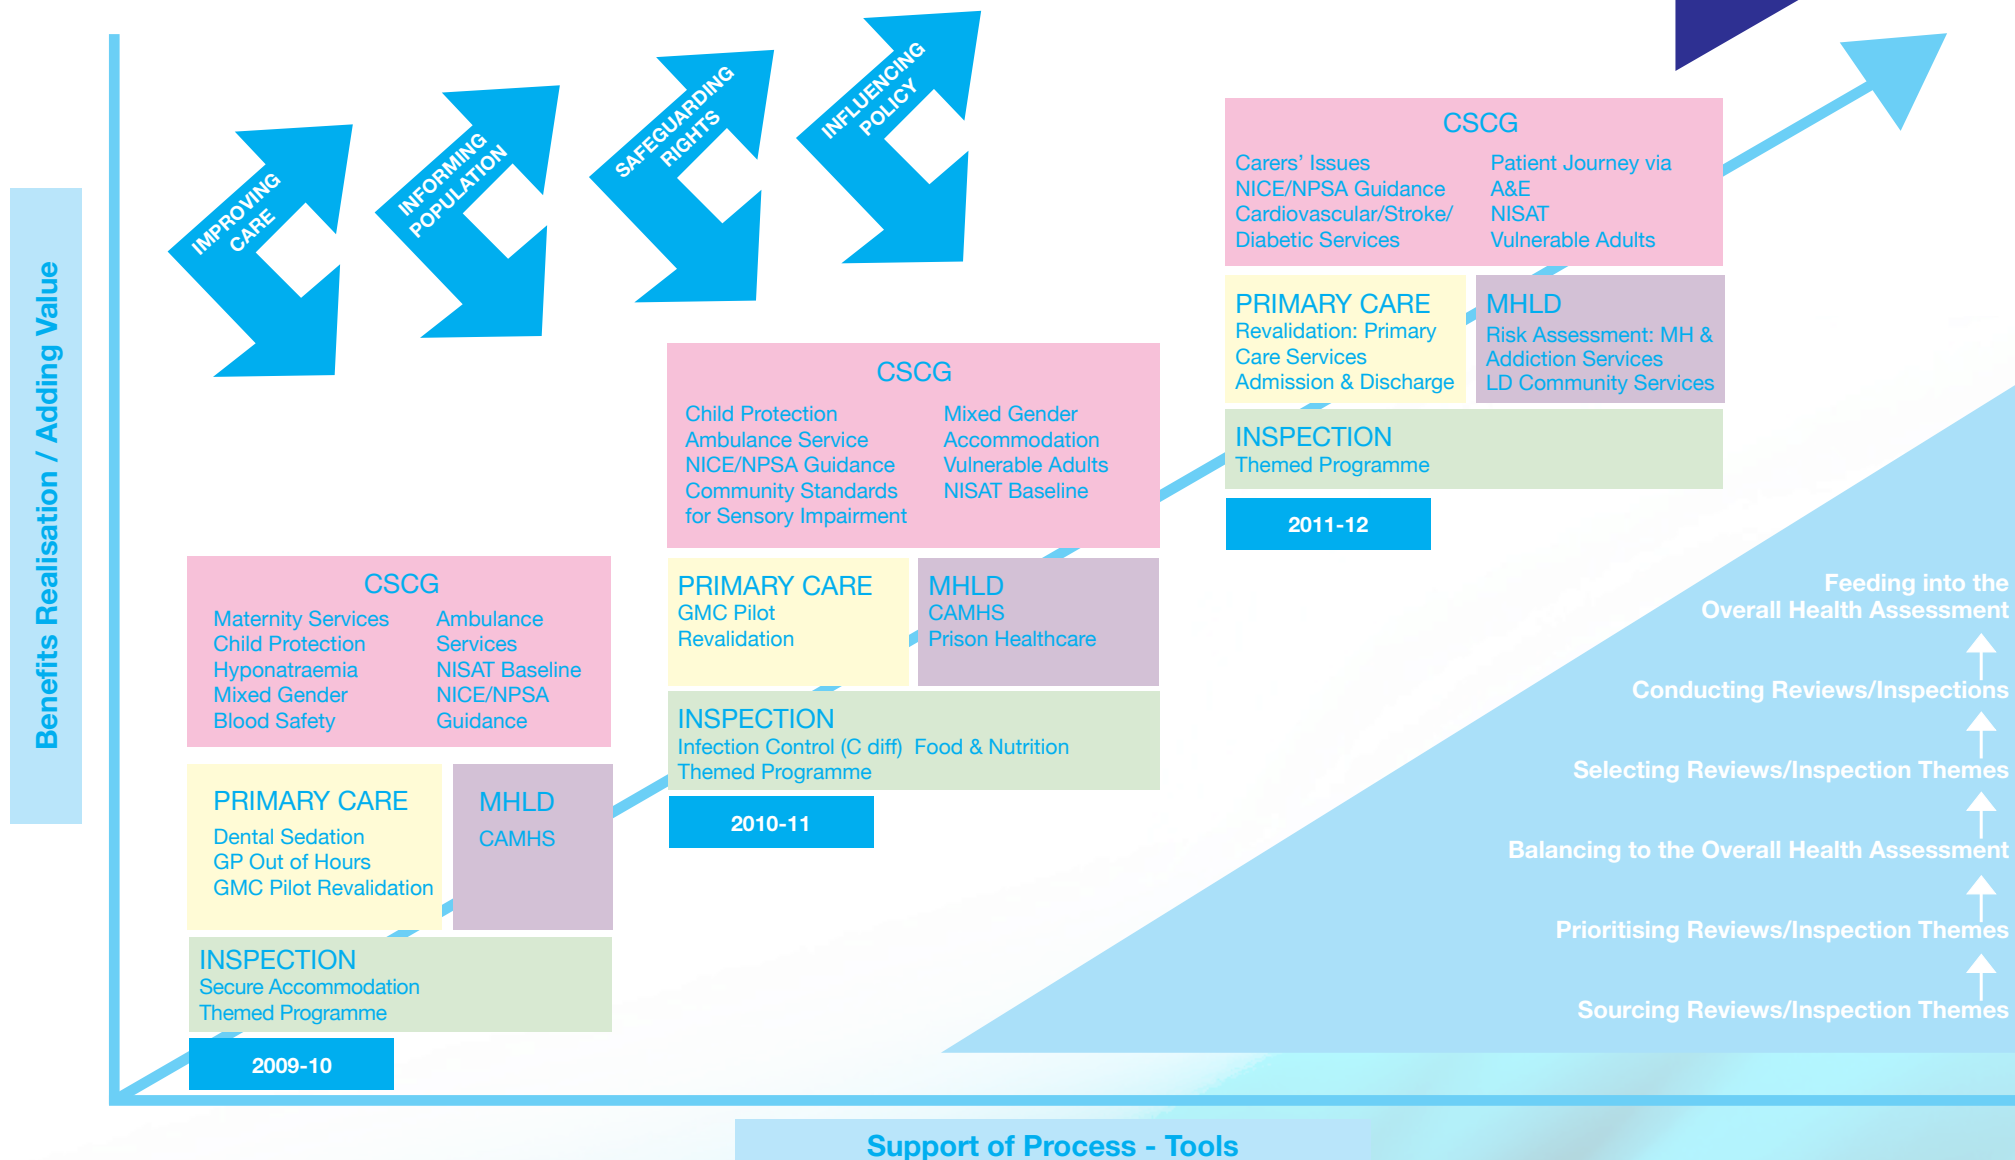 IMPROVING
CARE
INFORMING
POPULATION
SAFEGUARDING
RIGHTS
INFLUENCING
POLICY
Benefits Realisation / Adding Value
CSCG
Carers’ Issues
NICE/NPSA Guidance
Cardiovascular/Stroke/
Diabetic Services
Patient Journey via
A&E
NISAT
Vulnerable Adults
PRIMARY CARE
Revalidation: Primary
Care Services
Admission & Discharge
MHLD
Risk Assessment: MH &
Addiction Services
LD Community Services
INSPECTION
Themed Programme
2011-12
CSCG
Child Protection
Ambulance Service
NICE/NPSA Guidance
Community Standards
for Sensory Impairment
Mixed Gender
Accommodation
Vulnerable Adults
NISAT Baseline
PRIMARY CARE
GMC Pilot
Revalidation
MHLD
CAMHS
Prison Healthcare
INSPECTION
Infection Control (C diff)  Food & Nutrition
Themed Programme
2010-11
CSCG
Maternity Services
Child Protection
Hyponatraemia
Mixed Gender
Blood Safety
Ambulance
Services
NISAT Baseline
NICE/NPSA
Guidance
PRIMARY CARE
Dental Sedation
GP Out of Hours
GMC Pilot Revalidation
MHLD
CAMHS
INSPECTION
Secure Accommodation
Themed Programme
2009-10
Feeding into the
Overall Health Assessment
Conducting Reviews/Inspections
Selecting Reviews/Inspection Themes
Balancing to the Overall Health Assessment
Prioritising Reviews/Inspection Themes
Sourcing Reviews/Inspection Themes
Support of Process - Tools